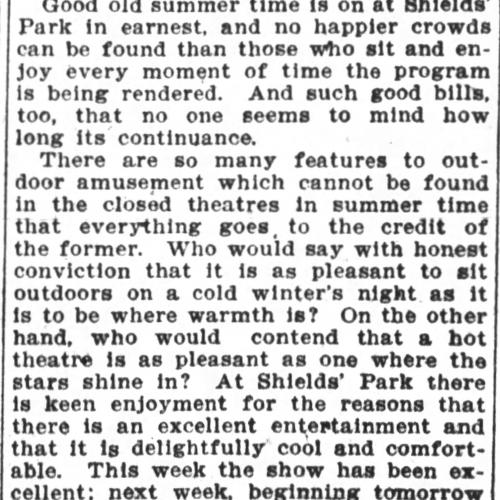 Good old summer time is on at Shields'
Park in earnest, and no happier crowds
can be found than those who sit and en-
joy every moment of time the program
is being rendered. And such good bills,
too, that no one seems to mind how
long its continuance.
There are so many features to out-
door amusement which cannot be found
in the closed theatres in summer time
that everything goes to the credit of
the former. Who would say with honest
conviction that it is as pleasant to sit
outdoors on a cold winter's night as it
is to be where warmth is? On the other
hand, who would contend that a hot
theatre is as pleasant as one where the
stars shine in? At Shields' Park there
is keen enjoyment for the reasons that
there is an excellent entertainment and
that it is delightfully cool and comfort-
able. This week the show has been ex-
cellent; next week, beginning tomorrow